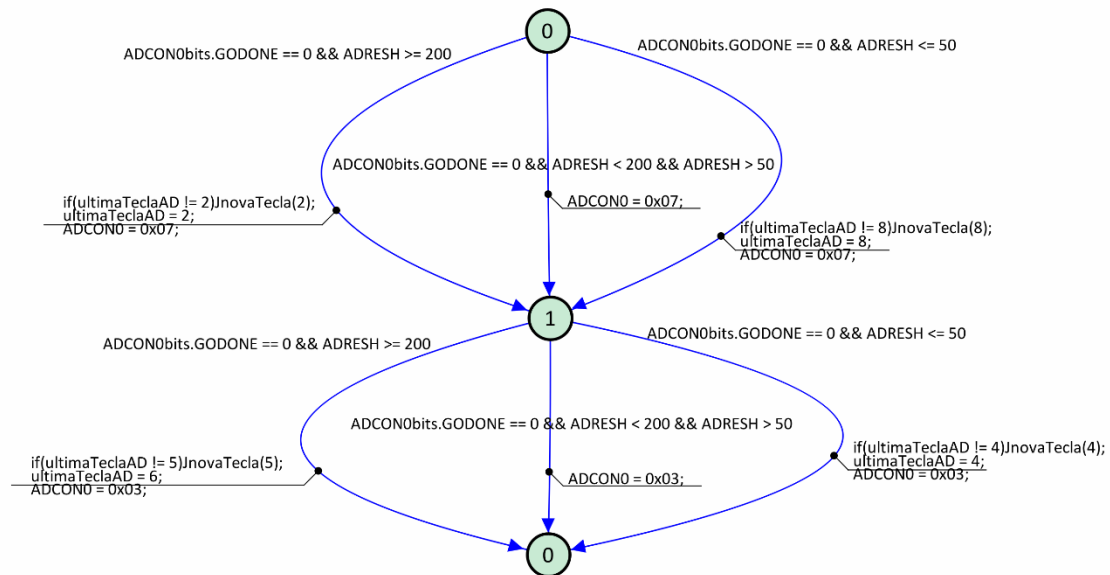 0
ADCON0bits.GODONE == 0 && ADRESH >= 200
ADCON0bits.GODONE == 0 && ADRESH <= 50
ADCON0bits.GODONE == 0 && ADRESH < 200 && ADRESH > 50
if(ultimaTeclaAD != 2)JnovaTecla(2);
ultimaTeclaAD = 2;
ADCON0 = 0x07;
ADCON0 = 0x07;
if(ultimaTeclaAD != 8)JnovaTecla(8);
ultimaTeclaAD = 8;
ADCON0 = 0x07;
1
ADCON0bits.GODONE == 0 && ADRESH >= 200
ADCON0bits.GODONE == 0 && ADRESH <= 50
ADCON0bits.GODONE == 0 && ADRESH < 200 && ADRESH > 50
if(ultimaTeclaAD != 5)JnovaTecla(5);
ultimaTeclaAD = 6;
ADCON0 = 0x03;
ADCON0 = 0x03;
if(ultimaTeclaAD != 4)JnovaTecla(4);
ultimaTeclaAD = 4;
ADCON0 = 0x03;
0